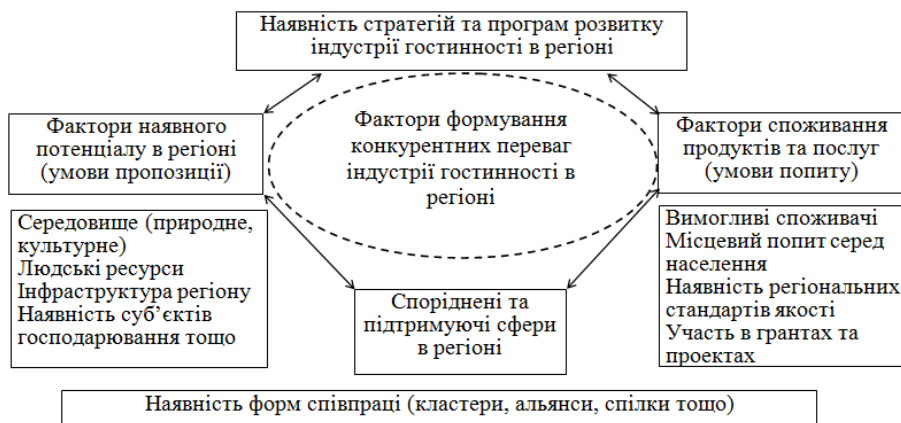 Наявність стратегій та програм розвитку
індустрії гостинності в регіоні
Фактори наявного
потенціалу в регіоні
(умови пропозиції)
Фактори формування
конкурентних переваг
індустрії гостинності в
регіоні
Фактори споживання
продуктів та послуг
(умови попиту)
Середовище (природне,
культурне)
Людські ресурси
Інфраструктура регіону
Наявність суб’єктів
господарювання тощо
Споріднені та
підтримуючі сфери
в регіоні
Вимогливі споживачі
Місцевий попит серед
населення
Наявність регіональних
стандартів якості
Участь в грантах та
проектах
Наявність форм співпраці (кластери, альянси, спілки тощо)